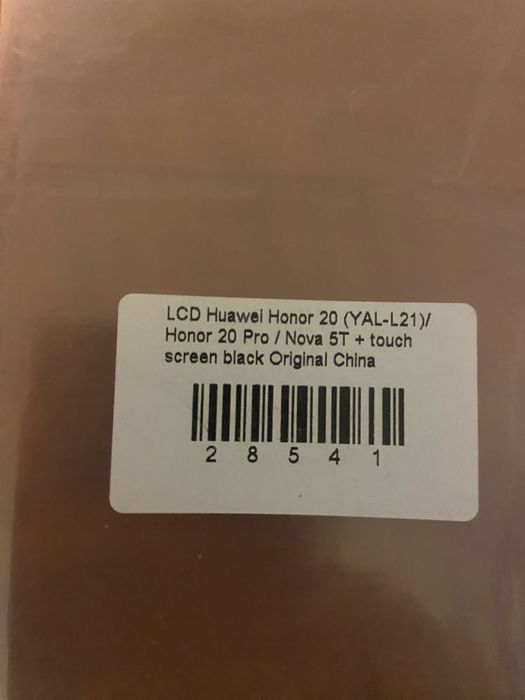 LCD Huawei Honor 20 (YAL-L21)/
Honor 20 Pro / Nova 5T + touch
screen black Original China
2 8 5 4 1